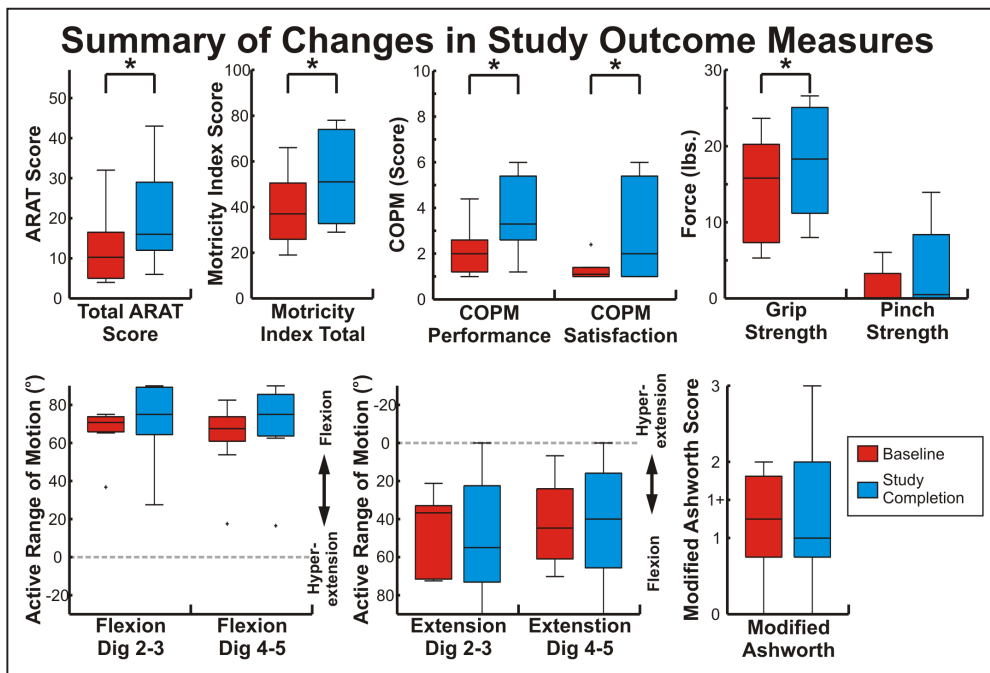 Summary of Changes in Study Outcome Measures
ARAT Score
50
40
30
20
10
0
*
Total ARAT
Score
Motricity Index Score
100
80
60
40
20
0
*
Motricity
Index Total
COPM (Score)
10
8
6
4
2
0
*
*
COPM
Performance
COPM
Satisfaction
Force (lbs.)
30
20
10
0
*
Grip
Strength
Pinch
Strength
Active Range of Motion (°)
80
60
40
20
0
-20
Flexion
Hyper-
extension
Flexion
Dig 2-3
Flexion
Dig 4-5
Active Range of Motion (°)
-20
0
20
40
60
80
Hyper-
extension
Flexion
Extension
Dig 2-3
Extenstion
Dig 4-5
Modified Ashworth Score
3
2
1+
1
0
Modified
Ashworth
Baseline
Study
Completion